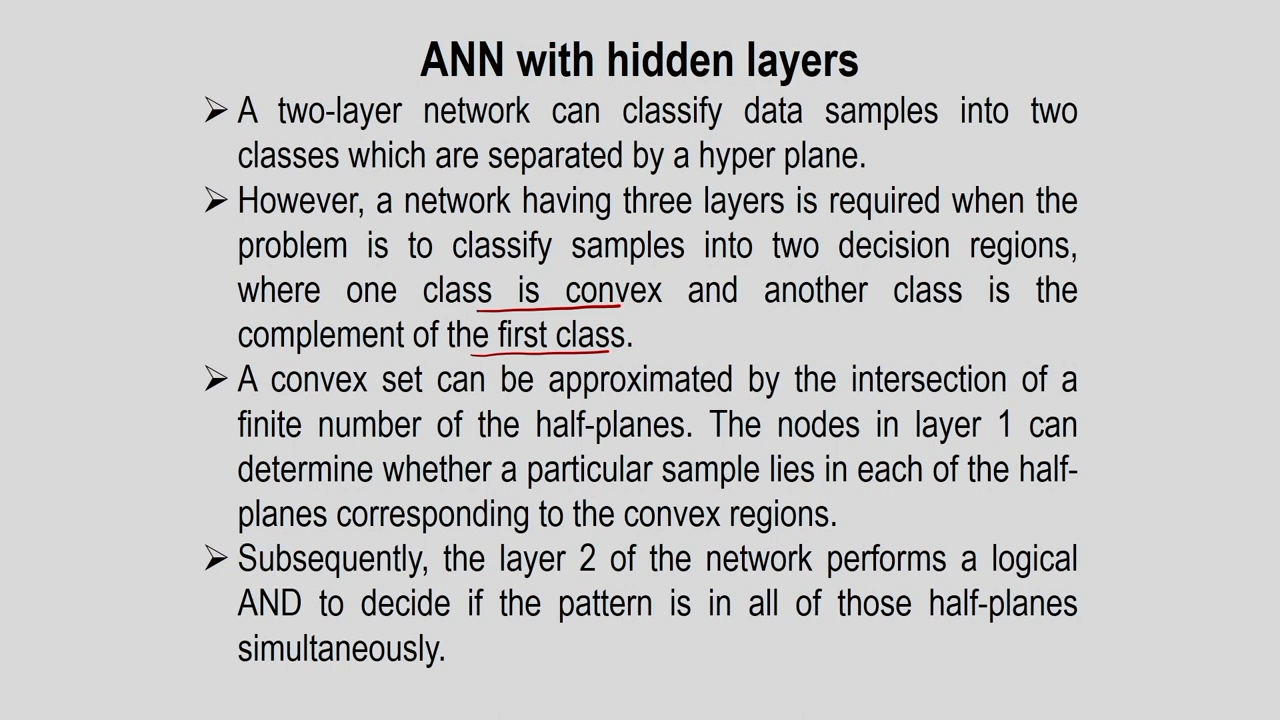 ANN with hidden layers
➢ A two-layer network can classify data samples into two
classes which are separated by a hyper plane.
➢ However, a network having three layers is required when the
problem is to classify samples into two decision regions,
where one class is convex and another class is the
complement of the first class.
➢ A convex set can be approximated by the intersection of a
finite number of the half-planes. The nodes in layer 1 can
determine whether a particular sample lies in each of the half-
planes corresponding to the convex regions.
➢ Subsequently, the layer 2 of the network performs a logical
AND to decide if the pattern is in all of those half-planes
simultaneously.